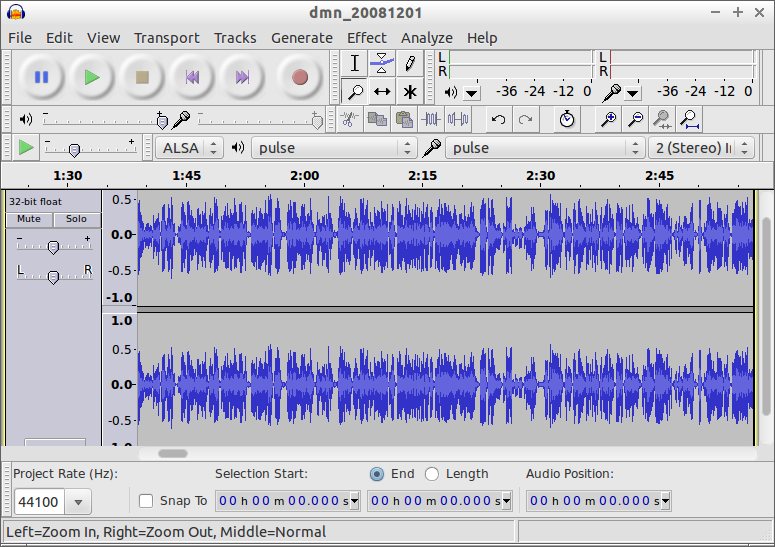 dmn_20081201
File Edit View Transport Tracks Generate Effect Analyze Help
L
R
-36 -24 -12 0
L
R
-36 -24 -12 0
ALSA
pulse
pulse
2 (Stereo) I
1:30 1:45 2:00 2:15 2:30 2:45
32-bit float
Mute Solo
- +
L R
0.5
0.0
-0.5
-1.0
1.0
0.5
0.0
-0.5
-1.0
Project Rate (Hz):
44100
Selection Start:
End
Length
Audio Position:
Snap To
00 h 00 m 00.000 s
00 h 00 m 00.000 s
00 h 00 m 00.000 s
Left=Zoom In, Right=Zoom Out, Middle=Normal